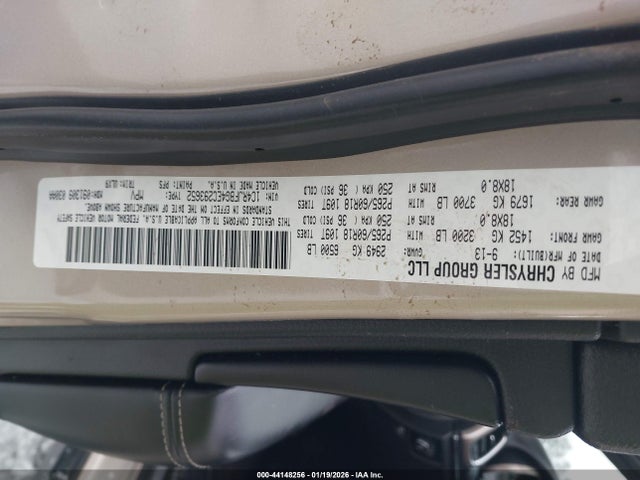 MFD BY CHRYSLER GROUP LLC
DATE OF MFR(BUILT): 9-13 GVWR: 2949 KG 6500 LB
GAWR FRONT: 1452 KG 3200 LB P265/60R18 109T TIRES
18X8.0 RIMS AT 250 KPA ( 36 PSI) COLD
GAWR REAR: 1679 KG 3700 LB P265/60R18 109T TIRES
18X8.0 RIMS AT 250 KPA ( 36 PSI) COLD
THIS VEHICLE CONFORMS TO ALL APPLICABLE U.S.A. FEDERAL MOTOR VEHICLE SAFETY
STANDARDS IN EFFECT ON THE DATE OF MANUFACTURE SHOWN ABOVE.
VIN: TYPE: MPV
VEHICLE MADE IN U.S.A. PAINT: PFS TRIM: ULX9
000-44148256 - 01/19/2026 - IAA Inc.